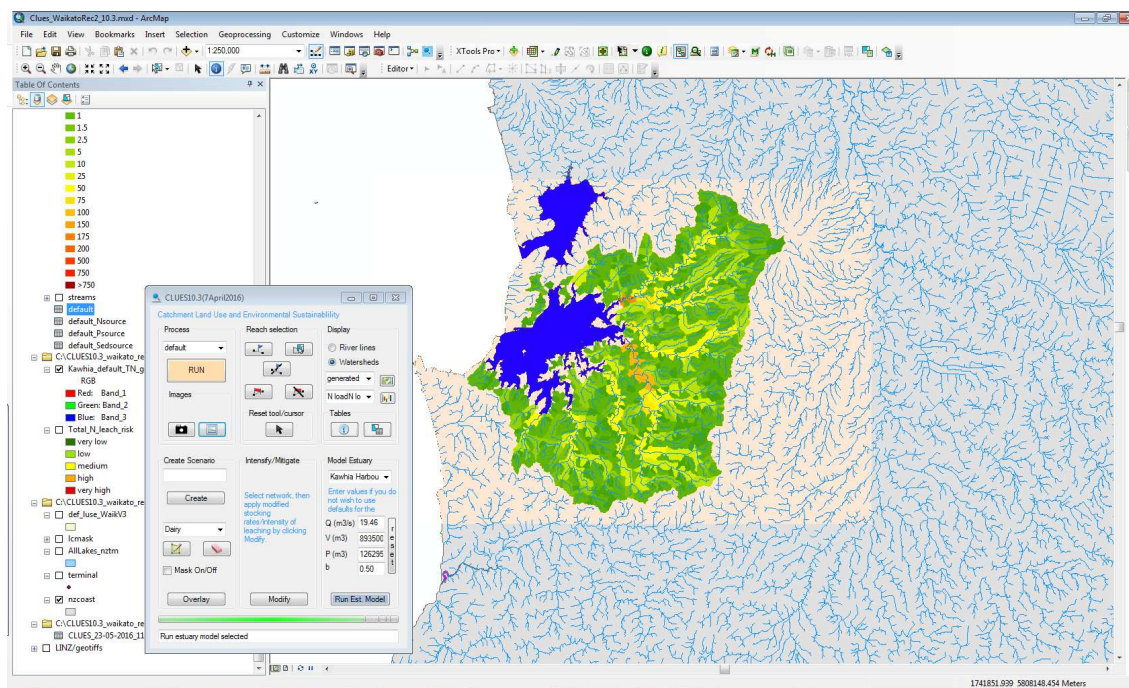 Clues_WaikatoRec2_10.3.mxd - ArcMap
File Edit View Bookmarks Insert Selection Geoprocessing Customize Windows Help
1:250,000
XTools Pro
Editor
Table Of Contents
1
1.5
2.5
5
10
25
50
75
100
150
175
200
500
750
>750
streams
default
default_Nsource
default_Psource
default_Sedsource
C:\CLUES10.3_waikato_re
Kawhia_default_TN_g
RGB
Red: Band_1
Green: Band_2
Blue: Band_3
Total_N_leach_risk
very low
low
medium
high
very high
C:\CLUES10.3_waikato_re
def_luse_WaikV3
lcmask
AllLakes_nztm
terminal
nzcoast
C:\CLUES10.3_waikato_re
CLUES_23-05-2016_11
LINZ/geotiffs
CLUES10.3(7April2016)
Catchment Land Use and Environmental Sustainablility
Process
default
RUN
Images
Reach selection
Reset tool/cursor
Display
River lines
Watersheds
generated
N loadN lo
Tables
Create Scenario
Create
Dairy
Mask On/Off
Overlay
Intensify/Mitigate
Select network, then
apply modified
stocking
rates/intensity of
leaching by clicking
Modify.
Modify
Model Estuary
Kawhia Harbou
Enter values if you do
not wish to use
defaults for the
Q (m3/s) 19.46
V (m3) 893500
P (m3) 126295
b 0.50
reset
Run Est. Model
Run estuary model selected
1741851.939 5808148.454 Meters